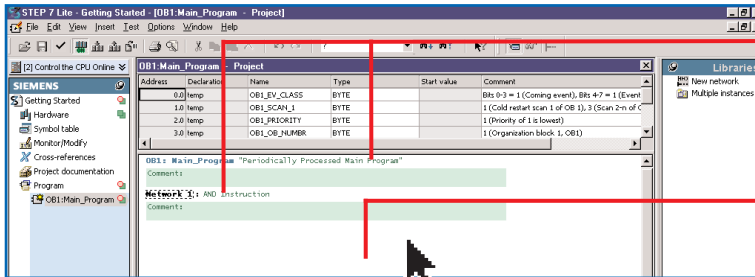 STEP 7 Lite - Getting Started - [OB1:Main_Program - Project]
File Edit View Insert Test Options Window Help
?
[2] Control the CPU Online
SIEMENS
Getting Started
Hardware
Symbol table
Monitor/Modify
Cross-references
Project documentation
Program
OB1:Main_Program
OB1:Main_Program - Project
Address Declaration Name Type Start value Comment
0.0 temp OB1_EV_CLASS BYTE Bits 0-3 = 1 (Coming event), Bits 4-7 = 1 (Event
1.0 temp OB1_SCAN_1 BYTE 1 (Cold restart scan 1 of OB 1), 3 (Scan 2-n of O
2.0 temp OB1_PRIORITY BYTE 1 (Priority of 1 is lowest)
3.0 temp OB1_OB_NUMBR BYTE 1 (Organization block 1, OB1)
OB1: Main_Program "Periodically Processed Main Program"
Comment:
Network 1: AND Instruction
Comment:
Libraries
New network
Multiple instances